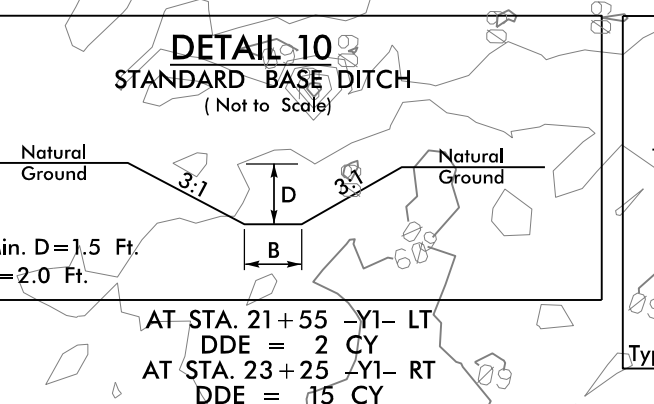 DETAIL 10
STANDARD BASE DITCH
( Not to Scale)
Natural
Ground
3:1
D
3:1
Natural
Ground
B
D=1.5 Ft.
=2.0 Ft.
AT STA. 21+55 -Y1- LT
DDE = 2 CY
AT STA. 23+25 -Y1- RT
DDE = 15 CY